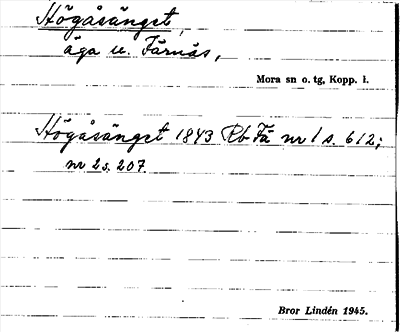 Högåsänget,
äga u. Färnäs,
Mora sn o. tg, Kopp. l.
Högåsänget 1843 Rb Fä nr 1 s. 612;
nr 2 s. 207.
Bror Lindén 1945.